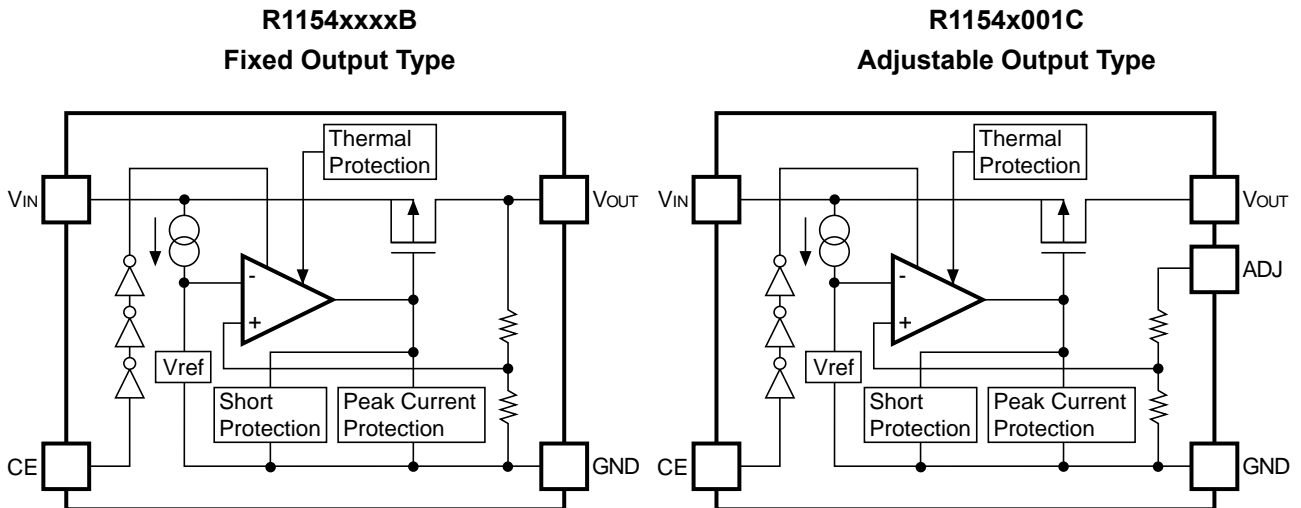 R1154xxxxB
Fixed Output Type
Thermal
Protection
VIN
VOUT
-
+
Vref
Short
Protection
Peak Current
Protection
CE
GND
R1154x001C
Adjustable Output Type
Thermal
Protection
VIN
VOUT
ADJ
-
+
Vref
Short
Protection
Peak Current
Protection
CE
GND